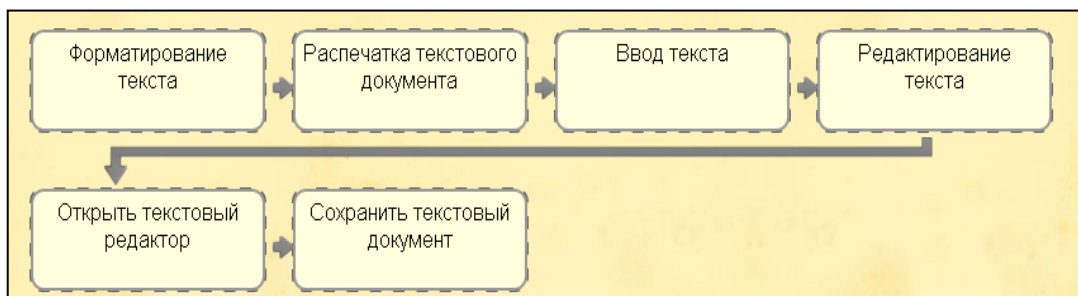 Форматирование
текста
Распечатка текстового
документа
Ввод текста
Редактирование
текста
Открыть текстовый
редактор
Сохранить текстовый
документ